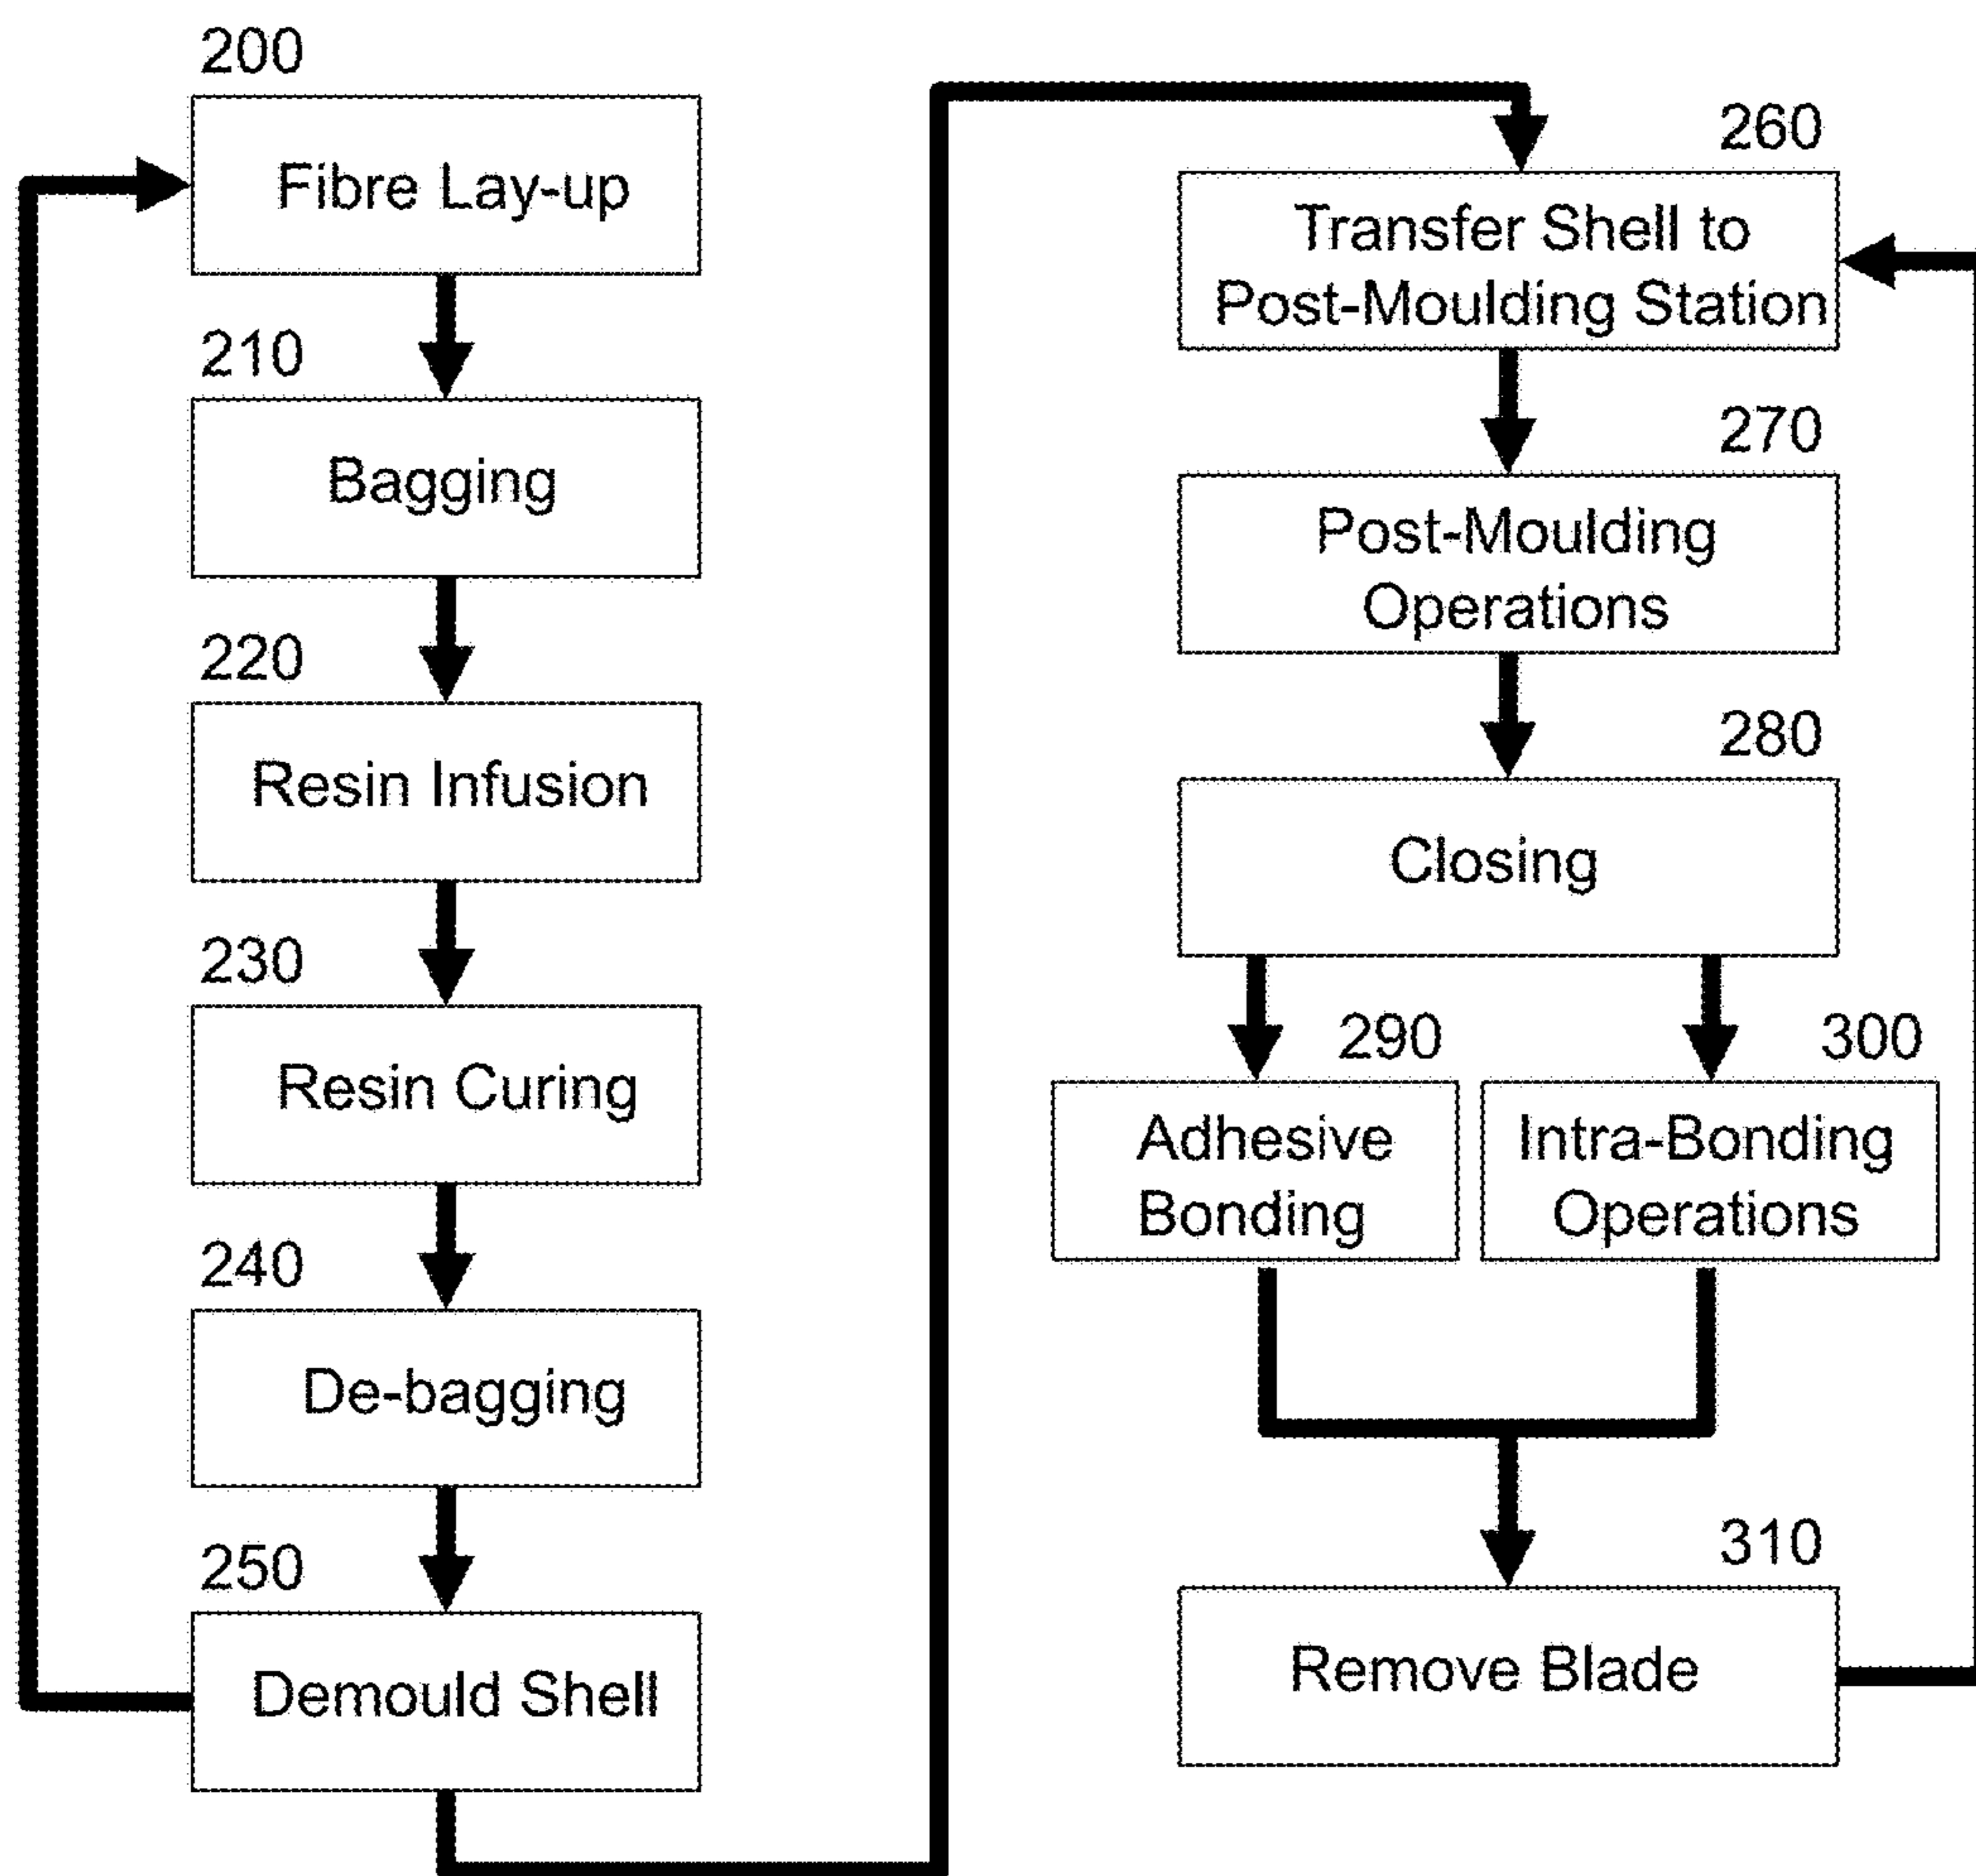 200
Fibre Lay-up
210
Bagging
220
Resin Infusion
230
Resin Curing
240
De-bagging
250
Demould Shell
260
Transfer Shell to
Post-Moulding Station
270
Post-Moulding
Operations
280
Closing
290
Adhesive
Bonding
300
Intra-Bonding
Operations
310
Remove Blade